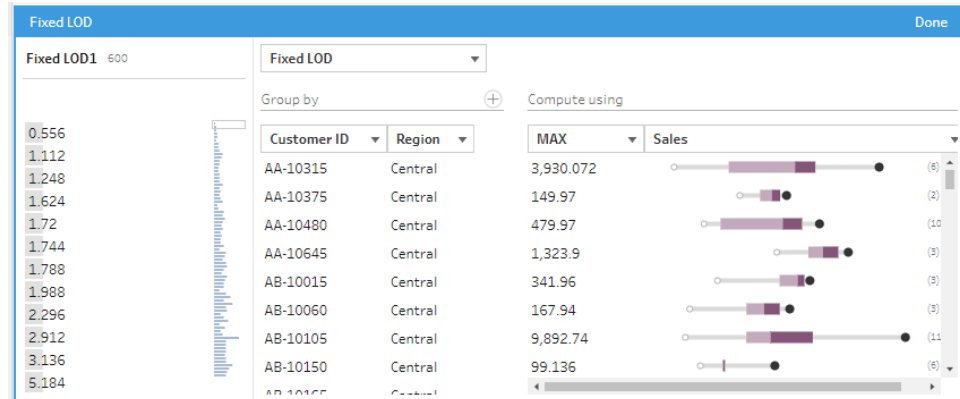 Fixed LOD Done
Fixed LOD1 600
Fixed LOD
Group by
Compute using
Customer ID Region MAX Sales
0.556
1.112
1.248
1.624
1.72
1.744
1.788
1.988
2.296
2.912
3.136
5.184
AA-10315 Central 3,930.072 (6)
AA-10375 Central 149.97 (2)
AA-10480 Central 479.97 (10
AA-10645 Central 1,323.9 (3)
AB-10015 Central 341.96 (3)
AB-10060 Central 167.94 (3)
AB-10105 Central 9,892.74 (11
AB-10150 Central 99.136 (6)